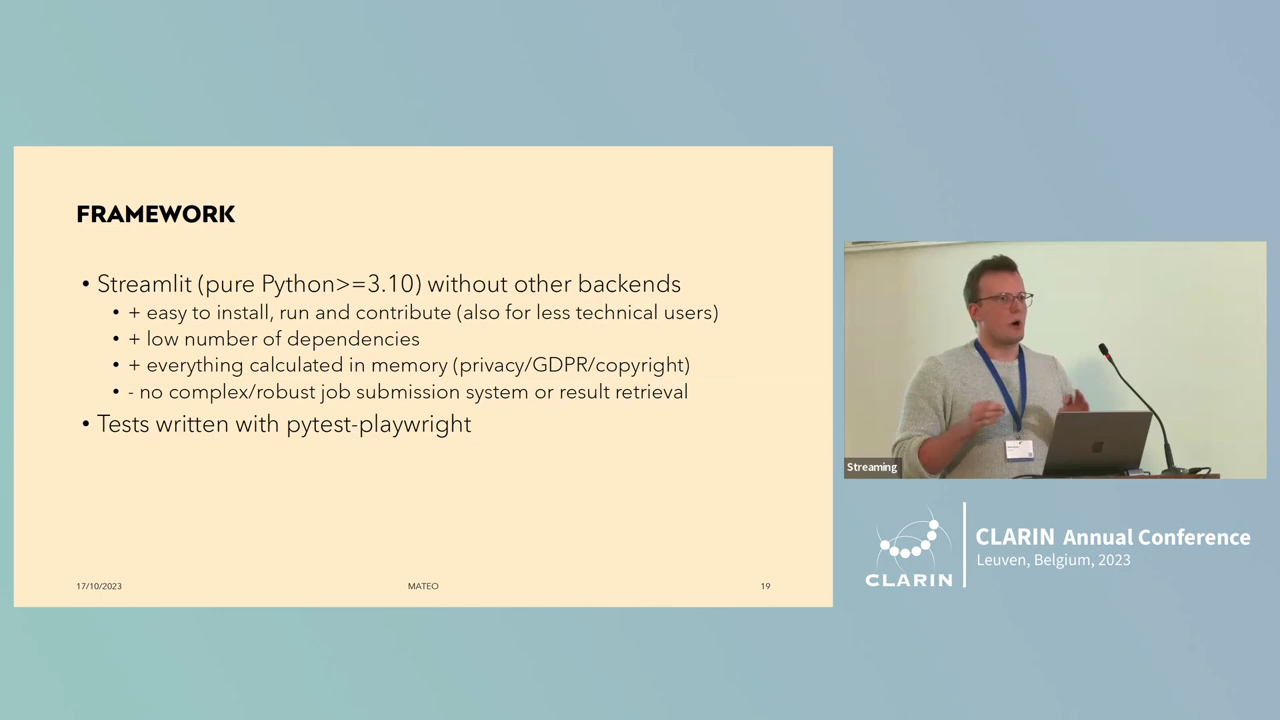 FRAMEWORK
• Streamlit (pure Python>=3.10) without other backends
• + easy to install, run and contribute (also for less technical users)
• + low number of dependencies
• + everything calculated in memory (privacy/GDPR/copyright)
• - no complex/robust job submission system or result retrieval
• Tests written with pytest-playwright
17/10/2023
MATEO
19
Streaming
CLARIN
CLARIN Annual Conference
Leuven, Belgium, 2023